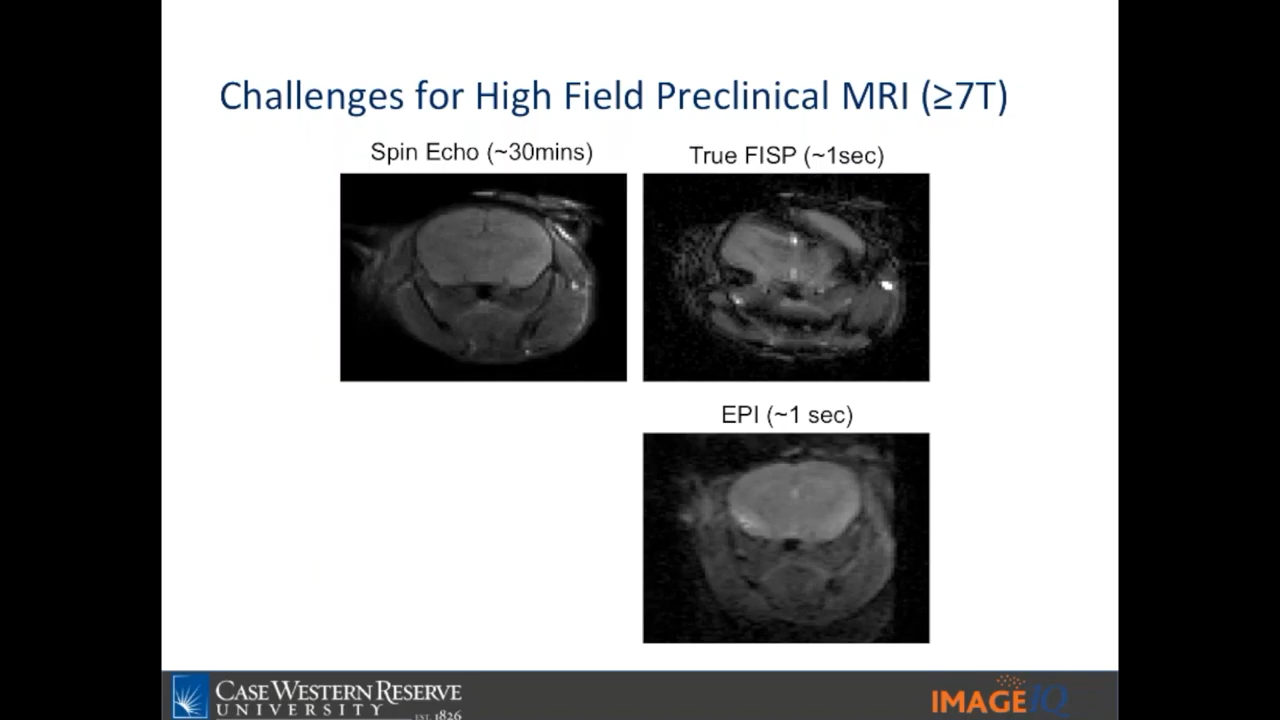 Challenges for High Field Preclinical MRI (≥7T)
Spin Echo (~30mins)
True FISP (~1sec)
EPI (~1 sec)
CASE WESTERN RESERVE
UNIVERSITY EST. 1826
IMAGEIQ